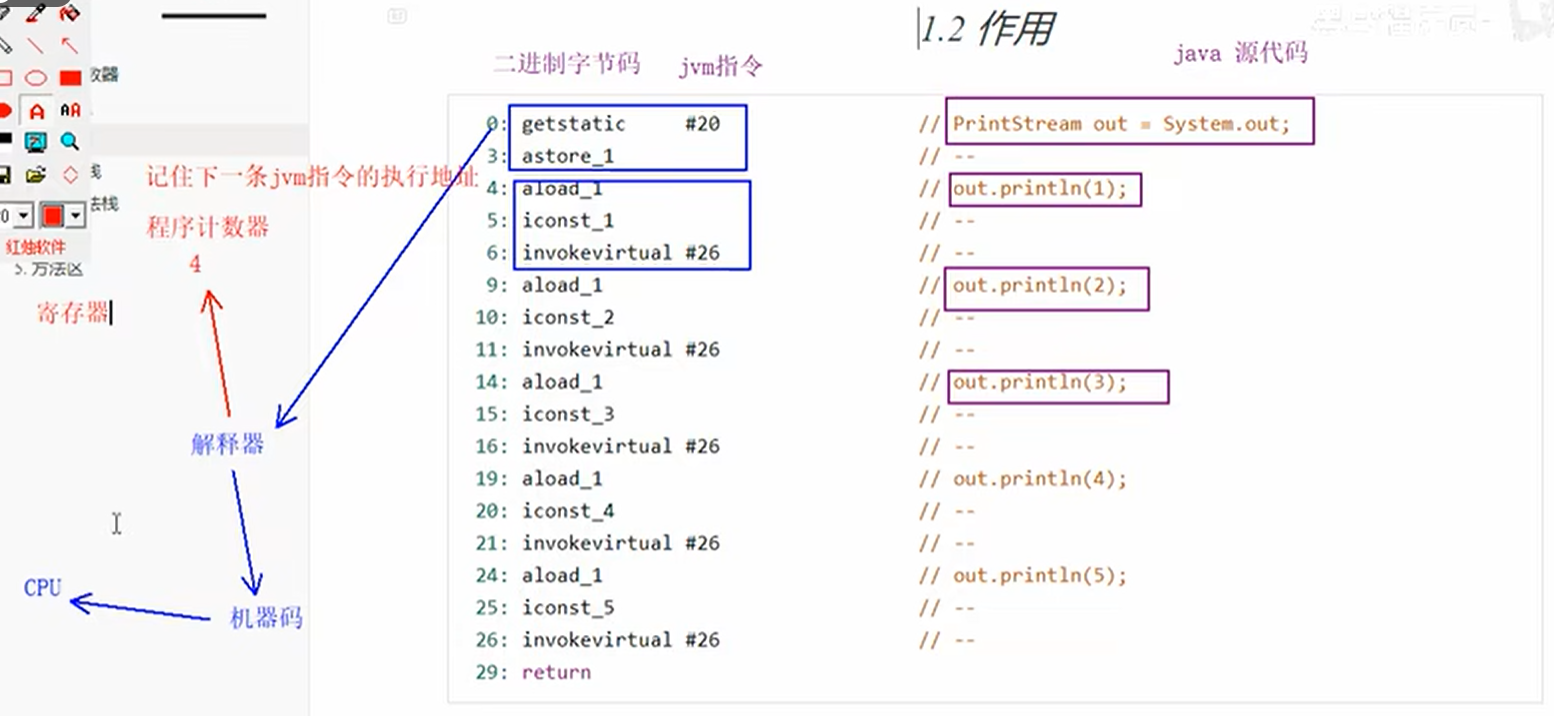 1.2 作用
二进制字节码 jvm指令
java 源代码
0: getstatic #20 // PrintStream out = System.out;
3: astore_1 // --
4: aload_1 // out.println(1);
5: iconst_1 // --
6: invokevirtual #26 // --
9: aload_1 // out.println(2);
10: iconst_2 // --
11: invokevirtual #26 // --
14: aload_1 // out.println(3);
15: iconst_3 // --
16: invokevirtual #26 // --
19: aload_1 // out.println(4);
20: iconst_4 // --
21: invokevirtual #26 // --
24: aload_1 // out.println(5);
25: iconst_5 // --
26: invokevirtual #26 // --
29: return
A AA
记住下一条jvm指令的执行地址
程序计数器
4
红烛软件
5. 方法区
寄存器
解释器
机器码
CPU